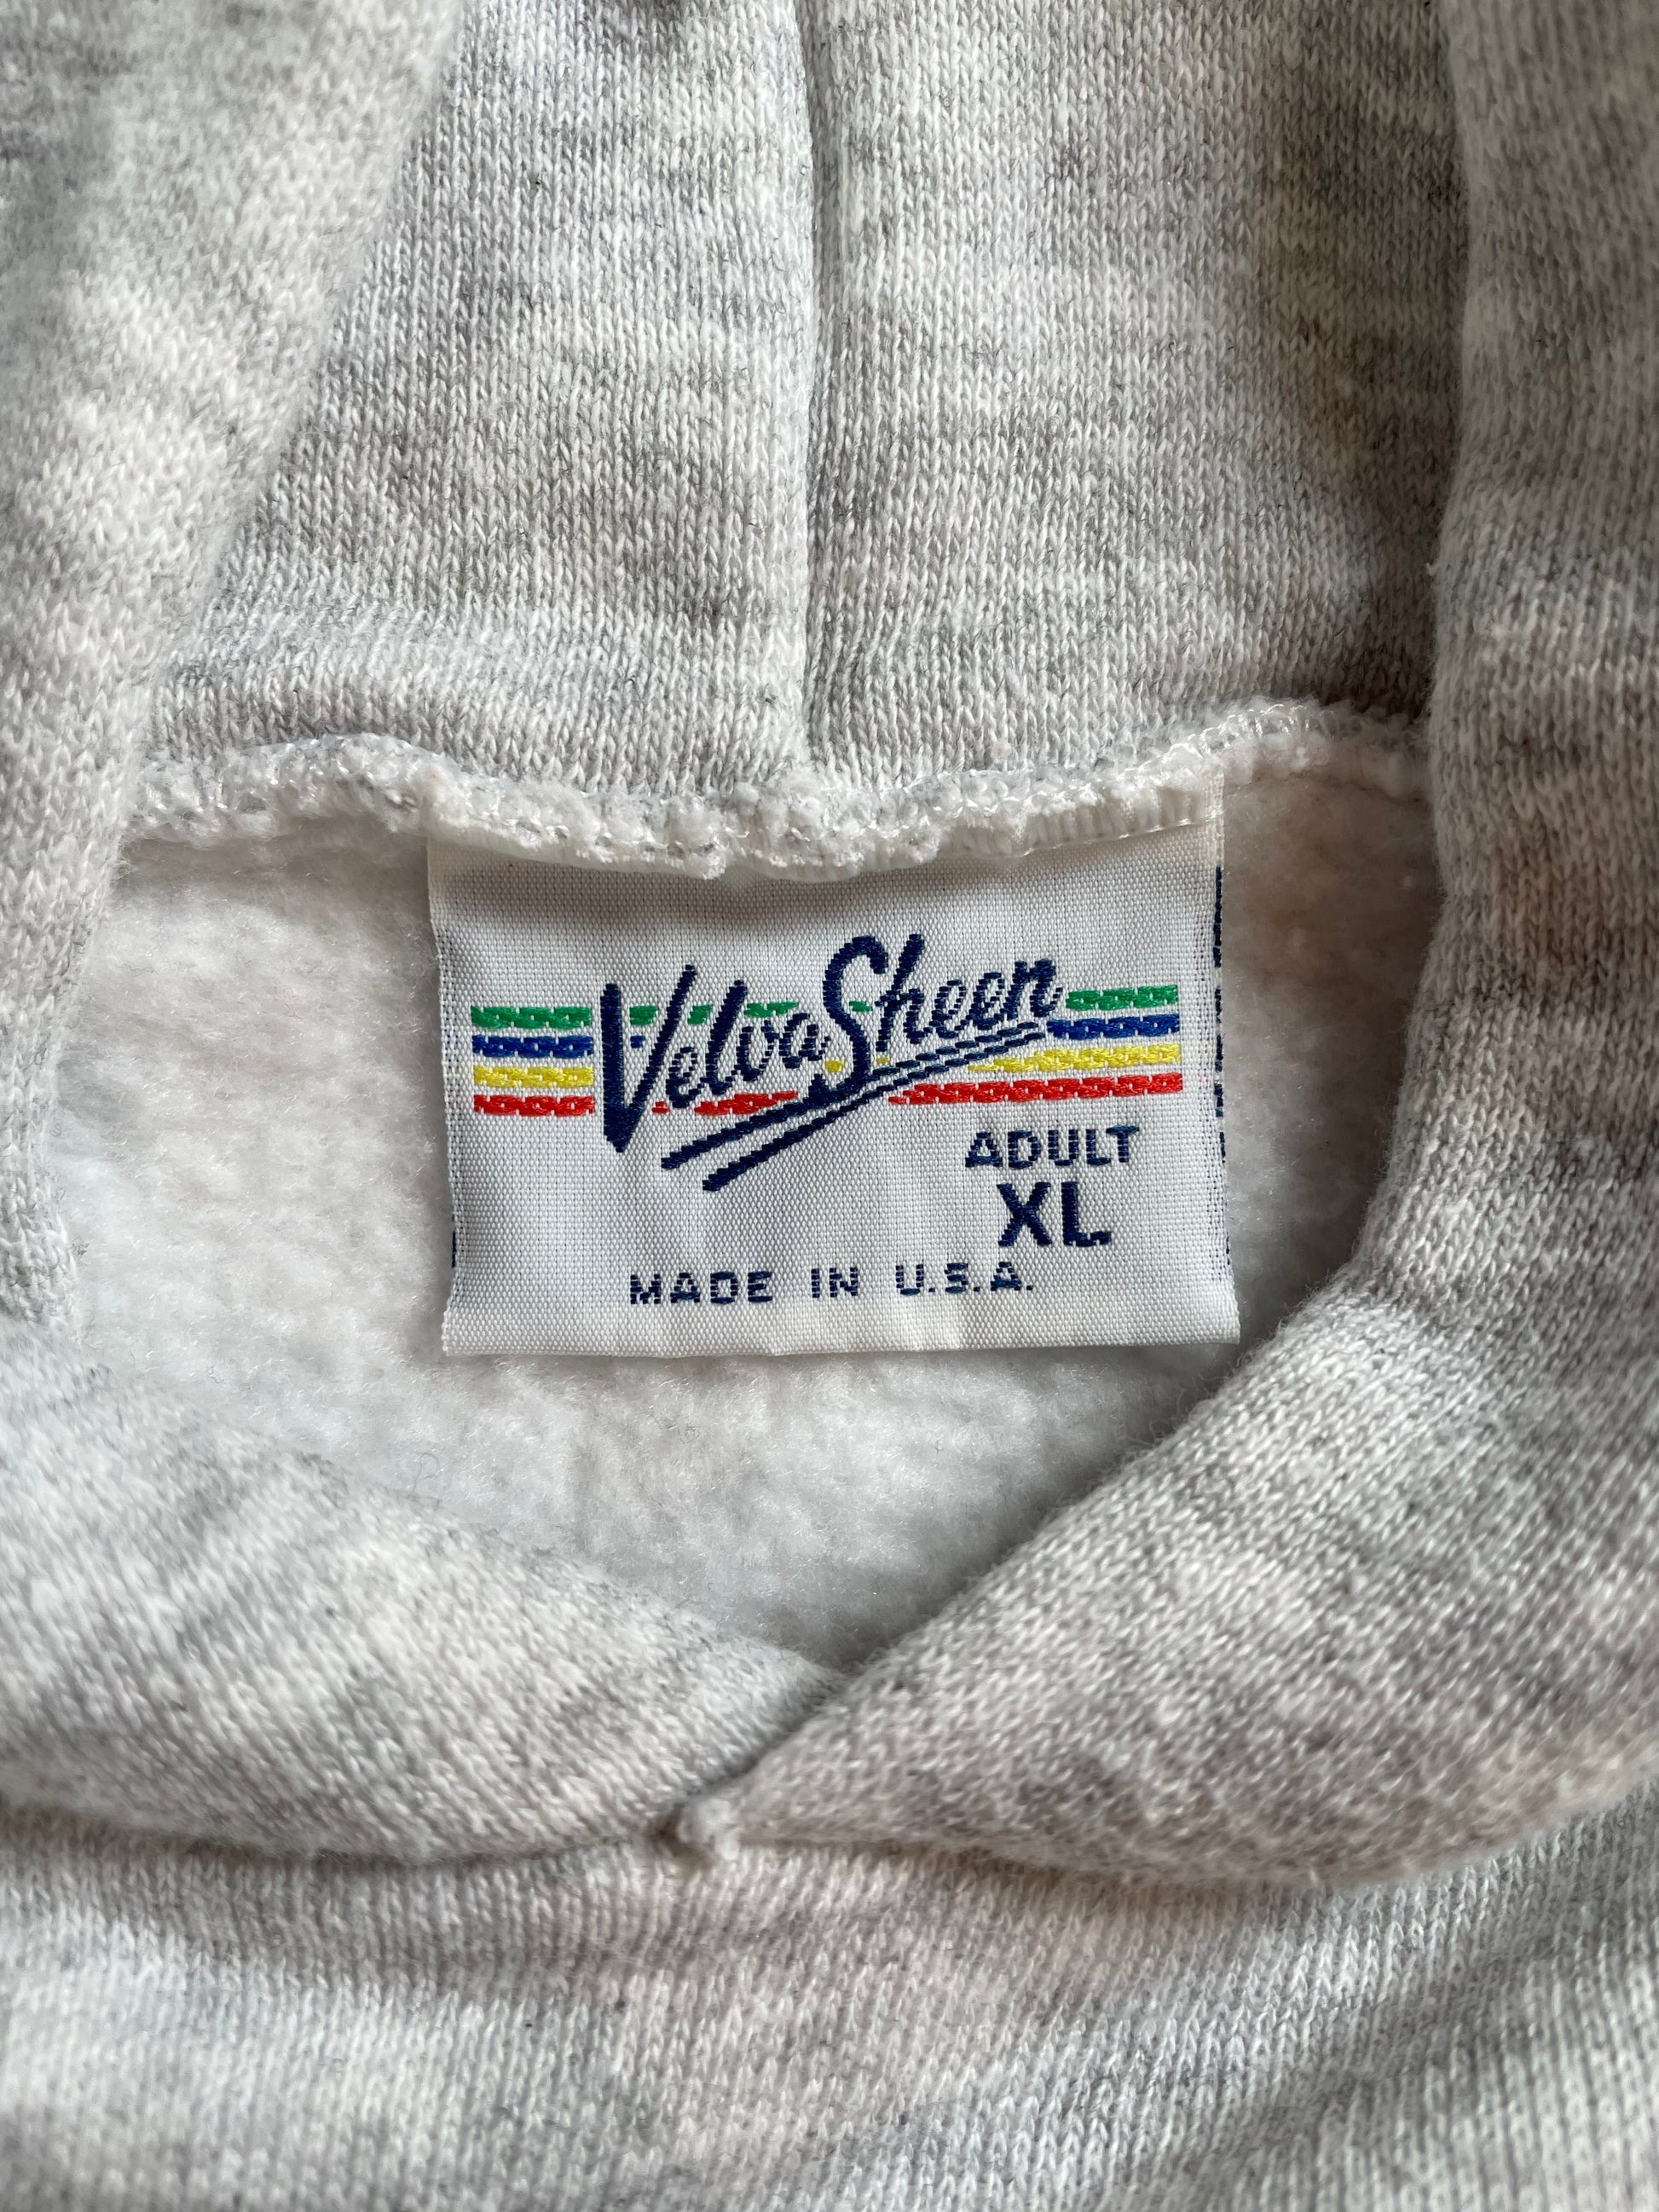 Velva Sheen
ADULT
XL
MADE IN U.S.A.